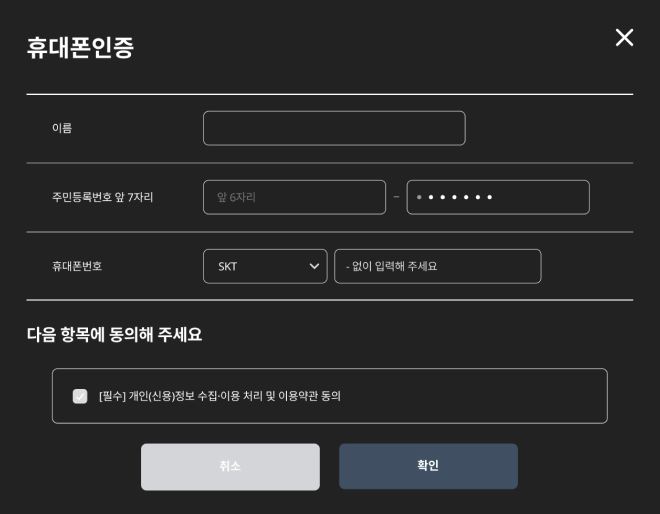 휴대폰인증
이름
주민등록번호 앞 7자리 앞 6자리 - •••••••
휴대폰번호 SKT - 없이 입력해 주세요
다음 항목에 동의해 주세요
[필수] 개인(신용)정보 수집·이용 처리 및 이용약관 동의
취소 확인